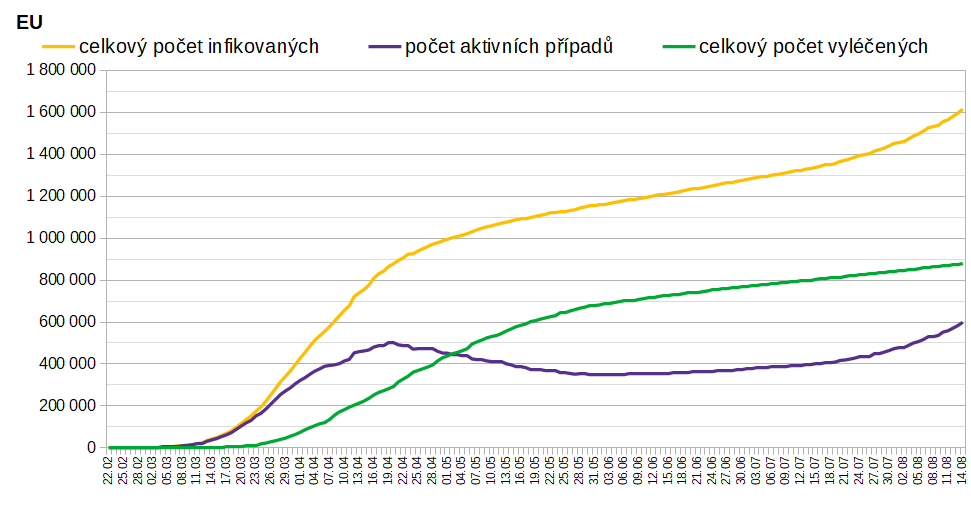 EU
celkový počet infikovaných počet aktivních případů celkový počet vyléčených
1 800 000
1 600 000
1 400 000
1 200 000
1 000 000
800 000
600 000
400 000
200 000
0
22.02 25.02 28.02 02.03 05.03 08.03 11.03 14.03 17.03 20.03 23.03 26.03 29.03 01.04 04.04 07.04 10.04 13.04 16.04 19.04 22.04 25.04 28.04 01.05 04.05 07.05 10.05 13.05 16.05 19.05 22.05 25.05 28.05 31.05 03.06 06.06 09.06 12.06 15.06 18.06 21.06 24.06 27.06 30.06 03.07 06.07 09.07 12.07 15.07 18.07 21.07 24.07 27.07 30.07 02.08 05.08 08.08 11.08 14.08